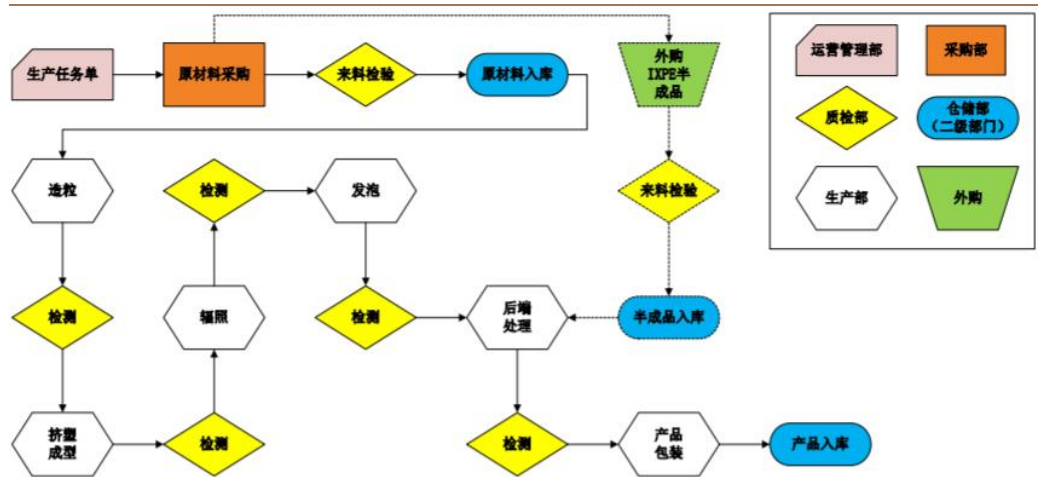 生产任务单
原材料采购
来料检验
原材料入库
外购
IXPE半
成品
运营管理部
采购部
质检部
仓储部
（二级部门）
生产部
外购
造粒
检测
发泡
来料检验
检测
辐照
检测
后端
处理
半成品入库
挤塑
成型
检测
检测
产品
包装
产品入库